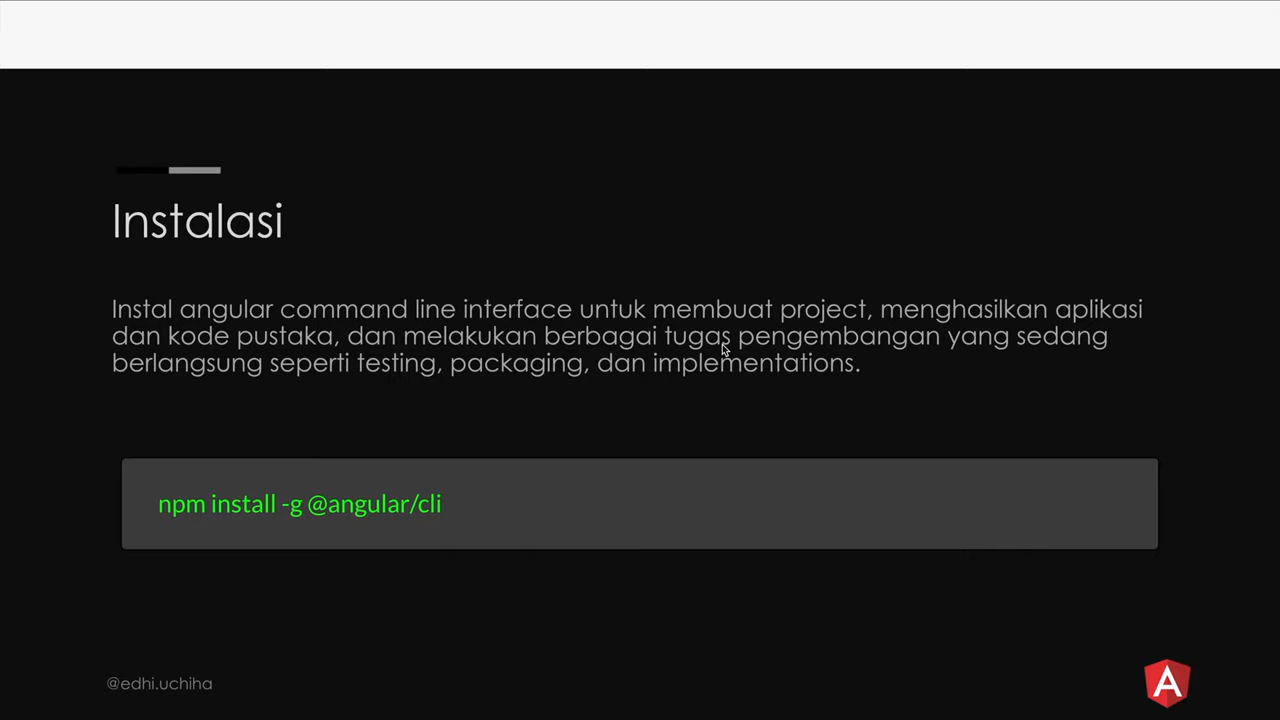 Instalasi
Instal angular command line interface untuk membuat project, menghasilkan aplikasi
dan kode pustaka, dan melakukan berbagai tugas pengembangan yang sedang
berlangsung seperti testing, packaging, dan implementations.
npm install -g @angular/cli
@edhi.uchiha
A